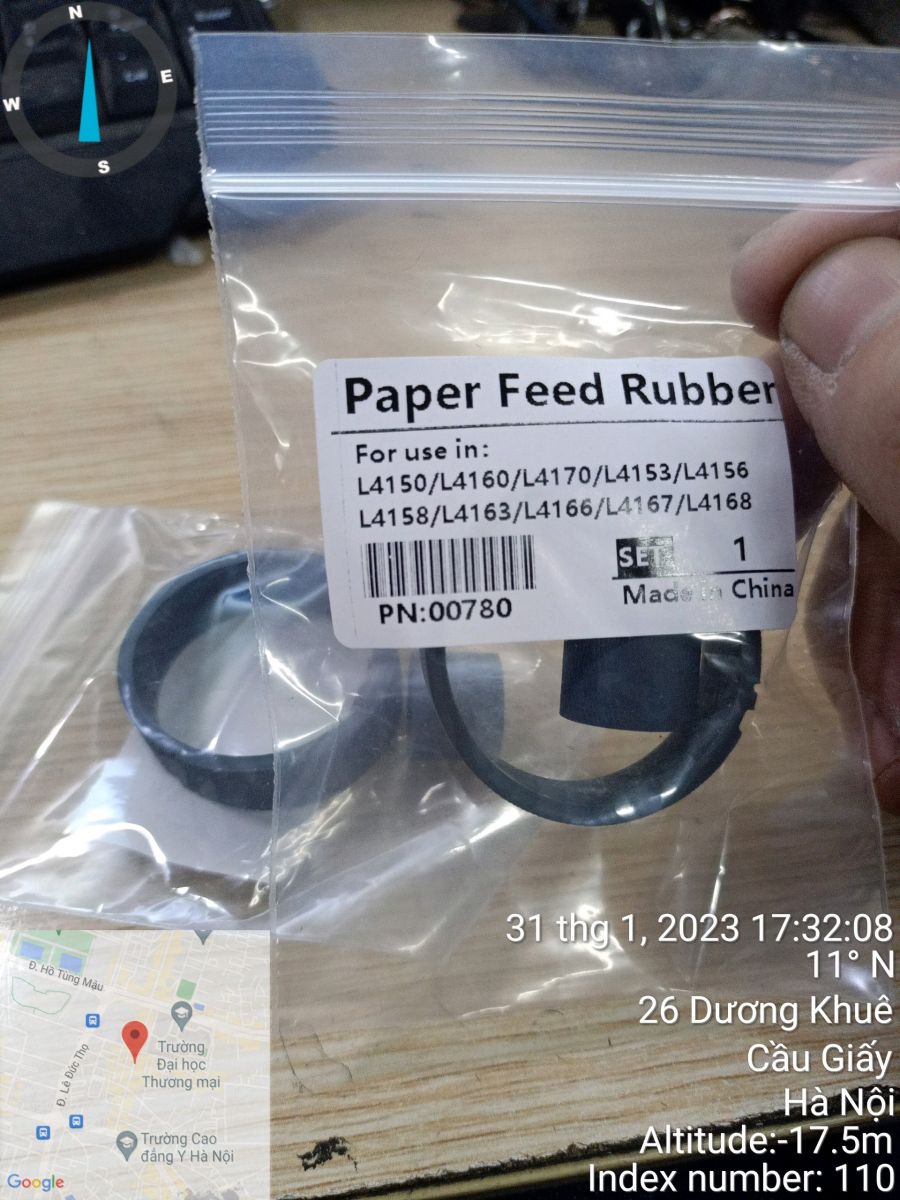 N
E
W
S
Paper Feed Rubber
For use in:
L4150/L4160/L4170/L4153/L4156
L4158/L4163/L4166/L4167/L4168
SET 1
Made in China
PN:00780
31 thg 1, 2023 17:32:08
11° N
26 Dương Khuê
Cầu Giấy
Hà Nội
Altitude:-17.5m
Index number: 110
Đ. Hồ Tùng Mậu
Đ. Lê Đức Thọ
Trường
Đại học
Thương mại
Trường Cao
đẳng Y Hà Nội
Google